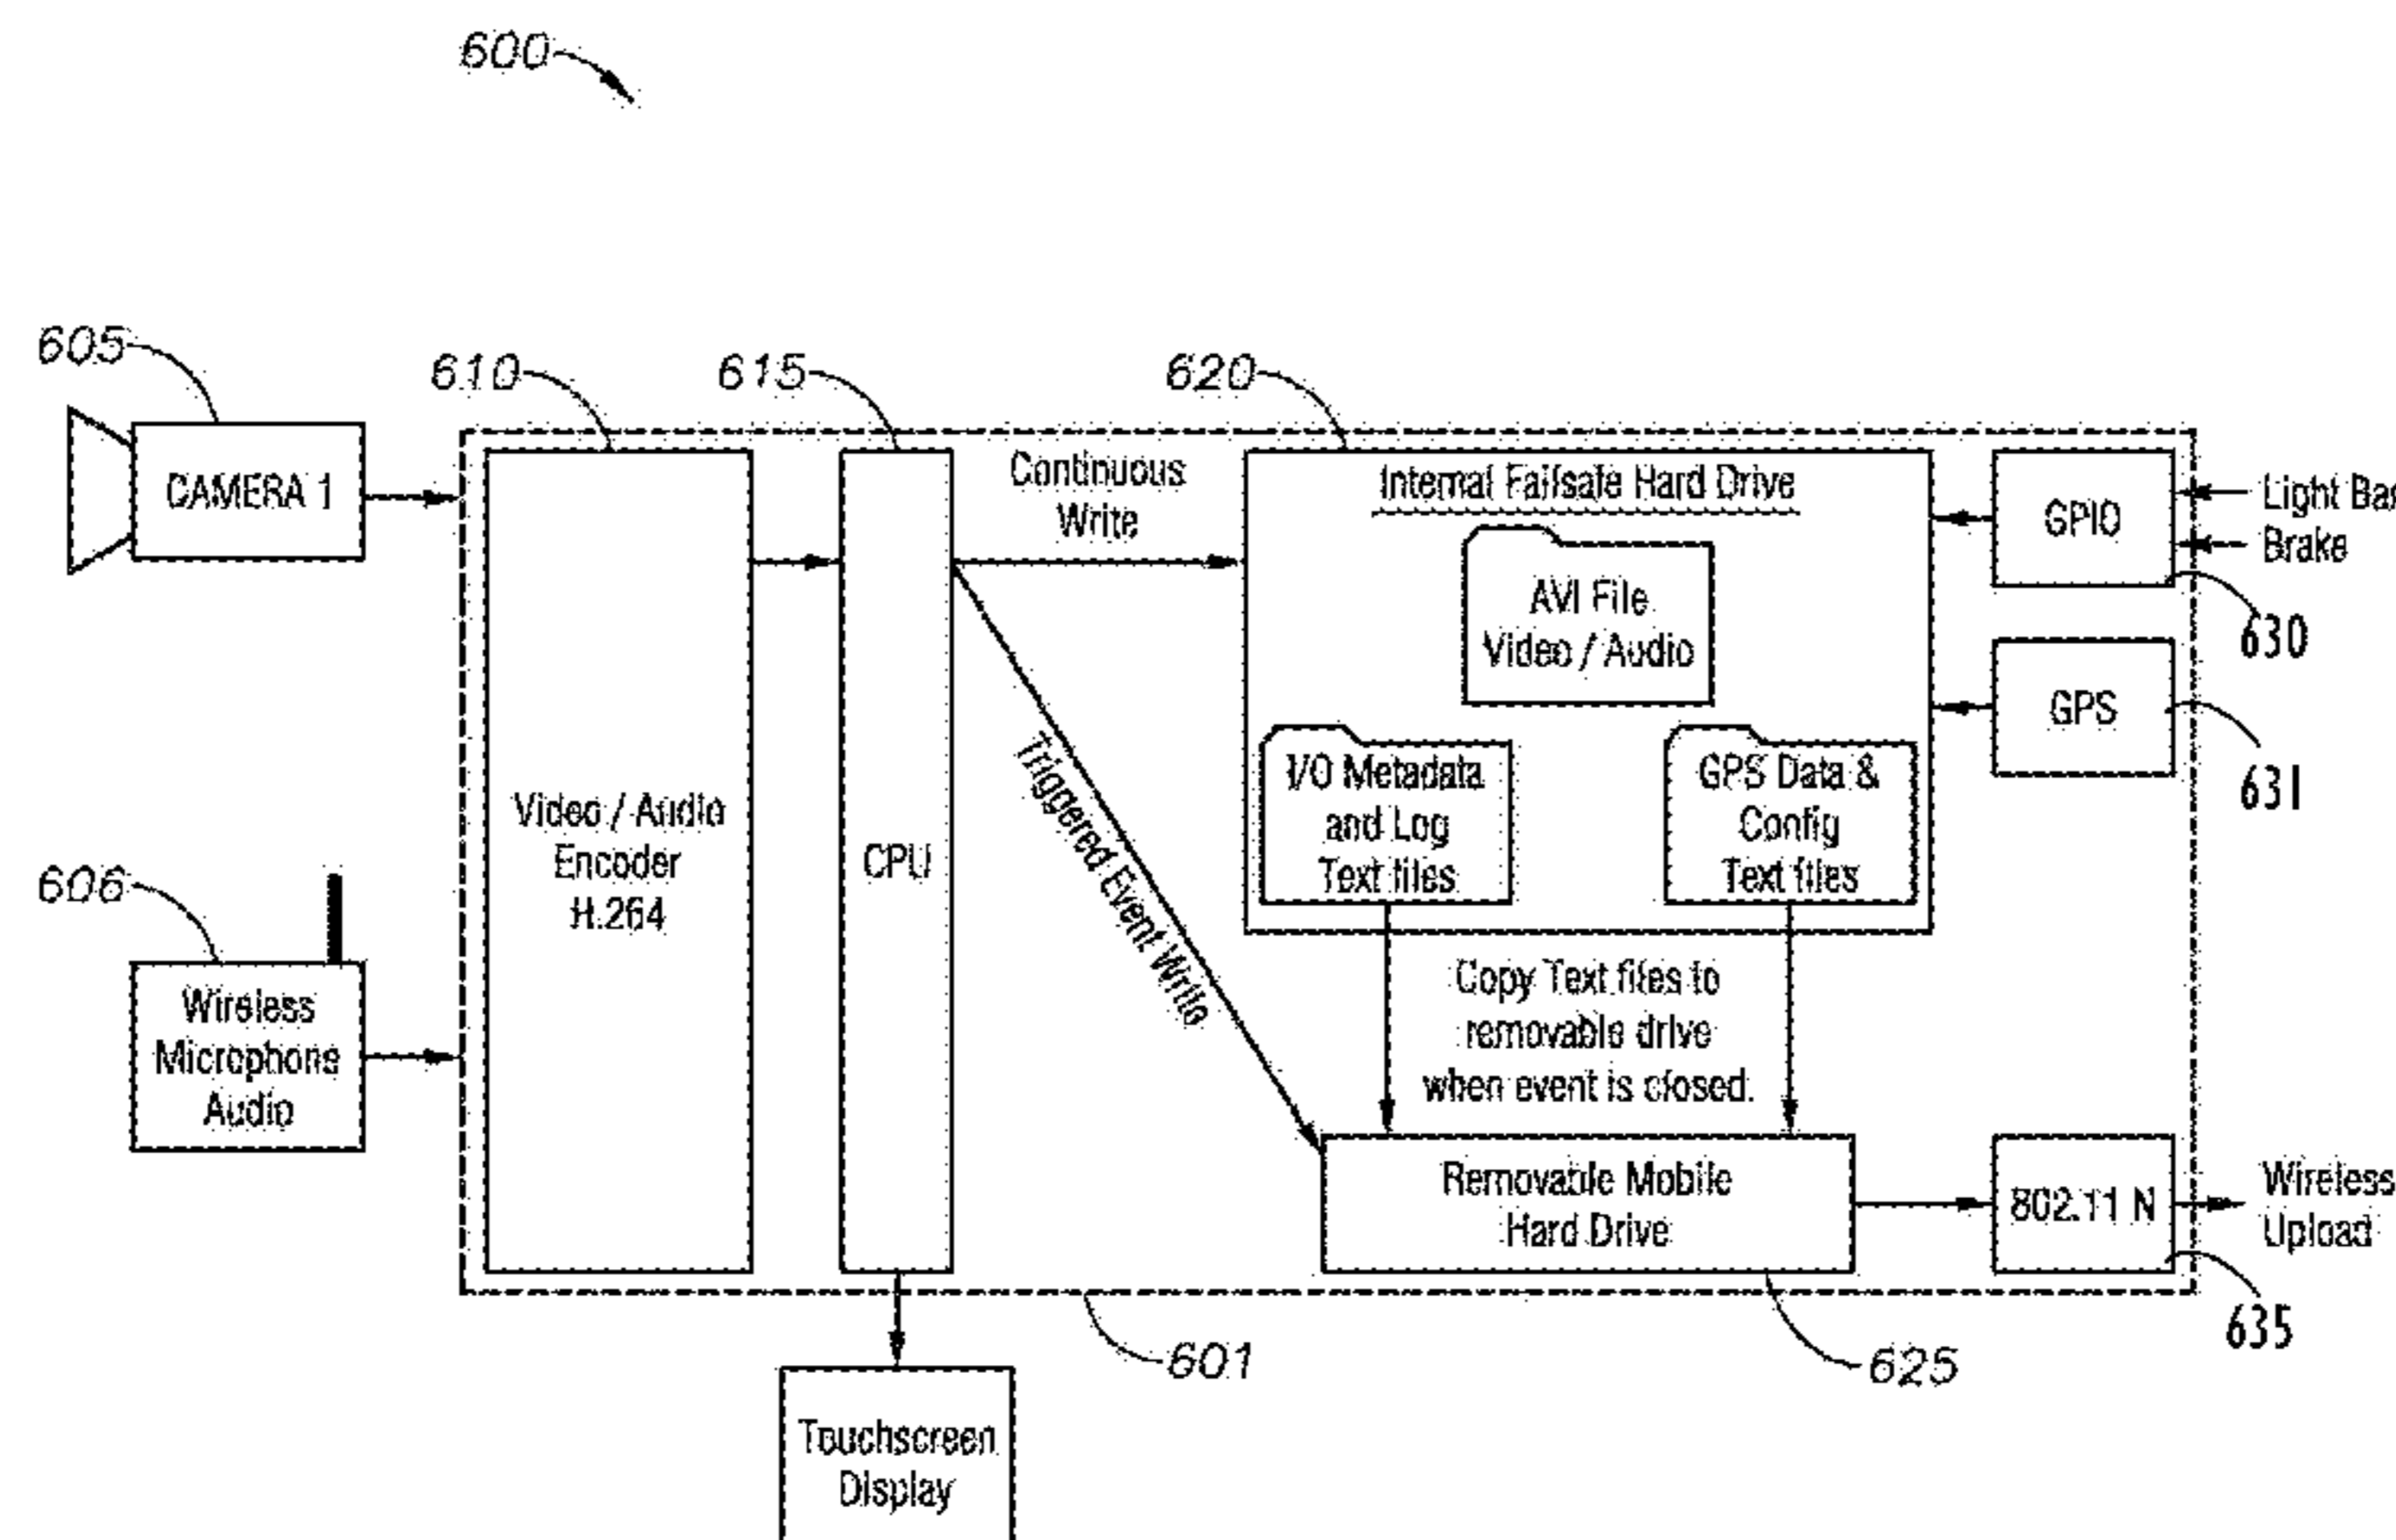 600
605
610
615
620
CAMERA 1
Continuous
Write
Internal Failsafe Hard Drive
GPIO
Light Bar
Brake
AVI File
Video / Audio
630
GPS
631
I/O Metadata
and Log
Text files
GPS Data &
Config
Text files
Triggered Event Write
Video / Audio
Encoder
H.264
CPU
606
Wireless
Microphone
Audio
Copy Text files to
removable drive
when event is closed.
Removable Mobile
Hard Drive
802.11 N
Wireless
Upload
635
601
625
Touchscreen
Display